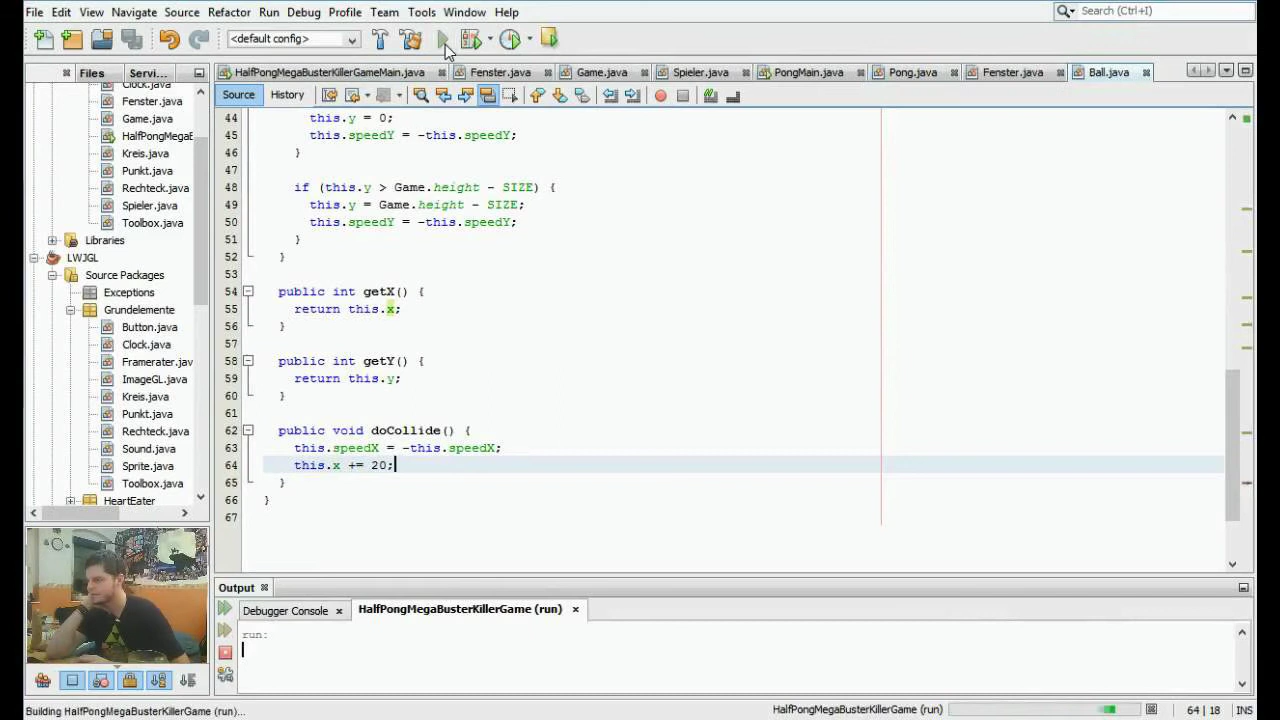 File Edit View Navigate Source Refactor Run Debug Profile Team Tools Window Help
Search (Ctrl+I)
<default config>
Files Servi...
HalfPongMegaBusterKillerGameMain.java Fenster.java Game.java Spieler.java PongMain.java Pong.java Fenster.java Ball.java
Source History
Clock.java
Fenster.java
Game.java
HalfPongMegaB
Kreis.java
Punkt.java
Rechteck.java
Spieler.java
Toolbox.java
Libraries
LWJGL
Source Packages
Exceptions
Grundelemente
Button.java
Clock.java
Framerater.jav
ImageGL.java
Kreis.java
Punkt.java
Rechteck.java
Sound.java
Sprite.java
Toolbox.java
HeartEater
44 this.y = 0;
45 this.speedY = -this.speedY;
46 }
47
48 if (this.y > Game.height - SIZE) {
49 this.y = Game.height - SIZE;
50 this.speedY = -this.speedY;
51 }
52 }
53
54 public int getX() {
55 return this.x;
56 }
57
58 public int getY() {
59 return this.y;
60 }
61
62 public void doCollide() {
63 this.speedX = -this.speedX;
64 this.x += 20;
65 }
66 }
67
Output
Debugger Console HalfPongMegaBusterKillerGame (run)
run:
Building HalfPongMegaBusterKillerGame (run)...
HalfPongMegaBusterKillerGame (run)
64 | 18 INS